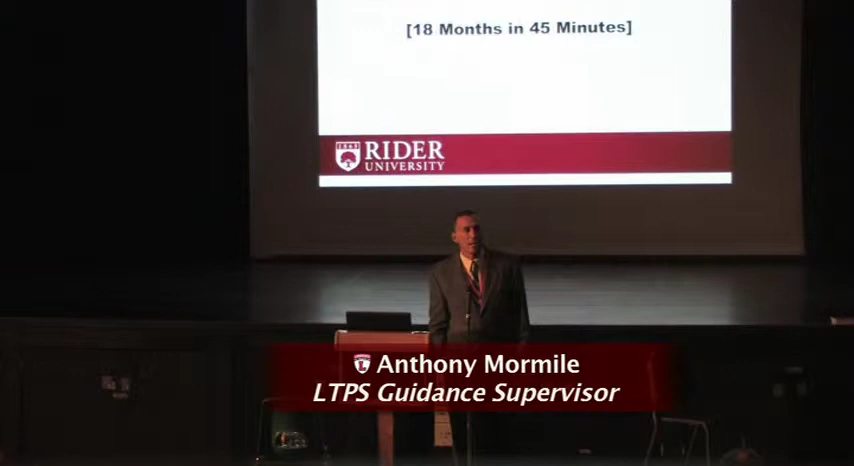 [18 Months in 45 Minutes]
RIDER
UNIVERSITY
L
Anthony Mormile
LTPS Guidance Supervisor